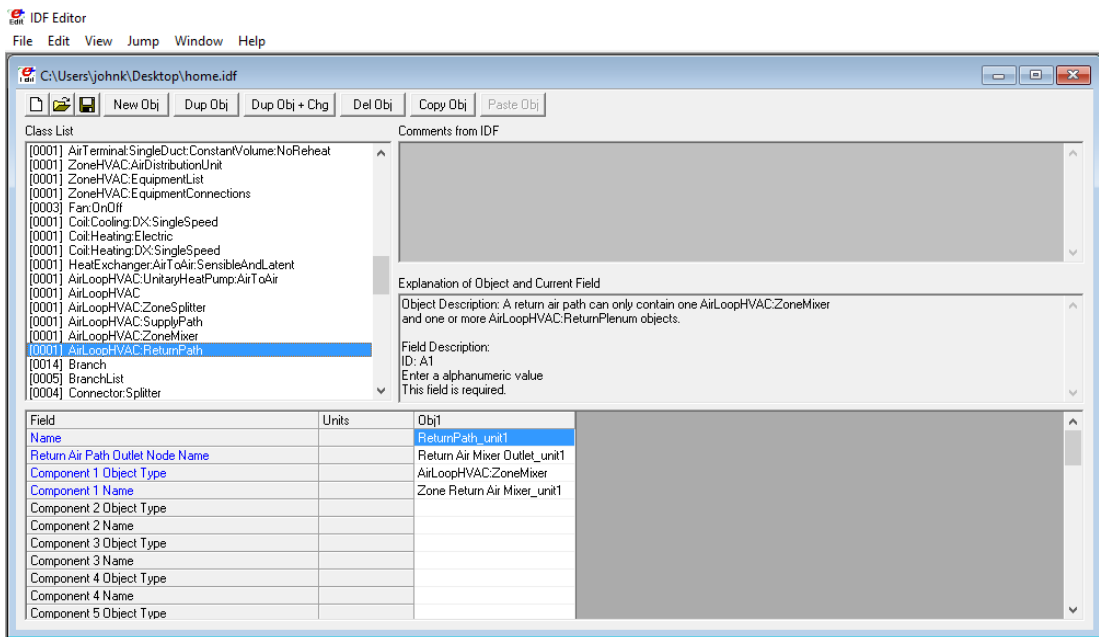 IDF Editor
File Edit View Jump Window Help
C:\Users\johnk\Desktop\home.idf
New Obj Dup Obj Dup Obj + Chg Del Obj Copy Obj Paste Obj
Class List
[0001] AirTerminal:SingleDuct:ConstantVolume:NoReheat
[0001] ZoneHVAC:AirDistributionUnit
[0001] ZoneHVAC:EquipmentList
[0001] ZoneHVAC:EquipmentConnections
[0003] Fan:OnOff
[0001] Coil:Cooling:DX:SingleSpeed
[0001] Coil:Heating:Electric
[0001] Coil:Heating:DX:SingleSpeed
[0001] HeatExchanger:AirToAir:SensibleAndLatent
[0001] AirLoopHVAC:UnitaryHeatPump:AirToAir
[0001] AirLoopHVAC
[0001] AirLoopHVAC:ZoneSplitter
[0001] AirLoopHVAC:SupplyPath
[0001] AirLoopHVAC:ZoneMixer
[0001] AirLoopHVAC:ReturnPath
[0014] Branch
[0005] BranchList
[0004] Connector:Splitter
Comments from IDF
Explanation of Object and Current Field
Object Description: A return air path can only contain one AirLoopHVAC:ZoneMixer
and one or more AirLoopHVAC:ReturnPlenum objects.
Field Description:
ID: A1
Enter a alphanumeric value
This field is required.
Field Units Obj1
Name ReturnPath_unit1
Return Air Path Outlet Node Name Return Air Mixer Outlet_unit1
Component 1 Object Type AirLoopHVAC:ZoneMixer
Component 1 Name Zone Return Air Mixer_unit1
Component 2 Object Type
Component 2 Name
Component 3 Object Type
Component 3 Name
Component 4 Object Type
Component 4 Name
Component 5 Object Type